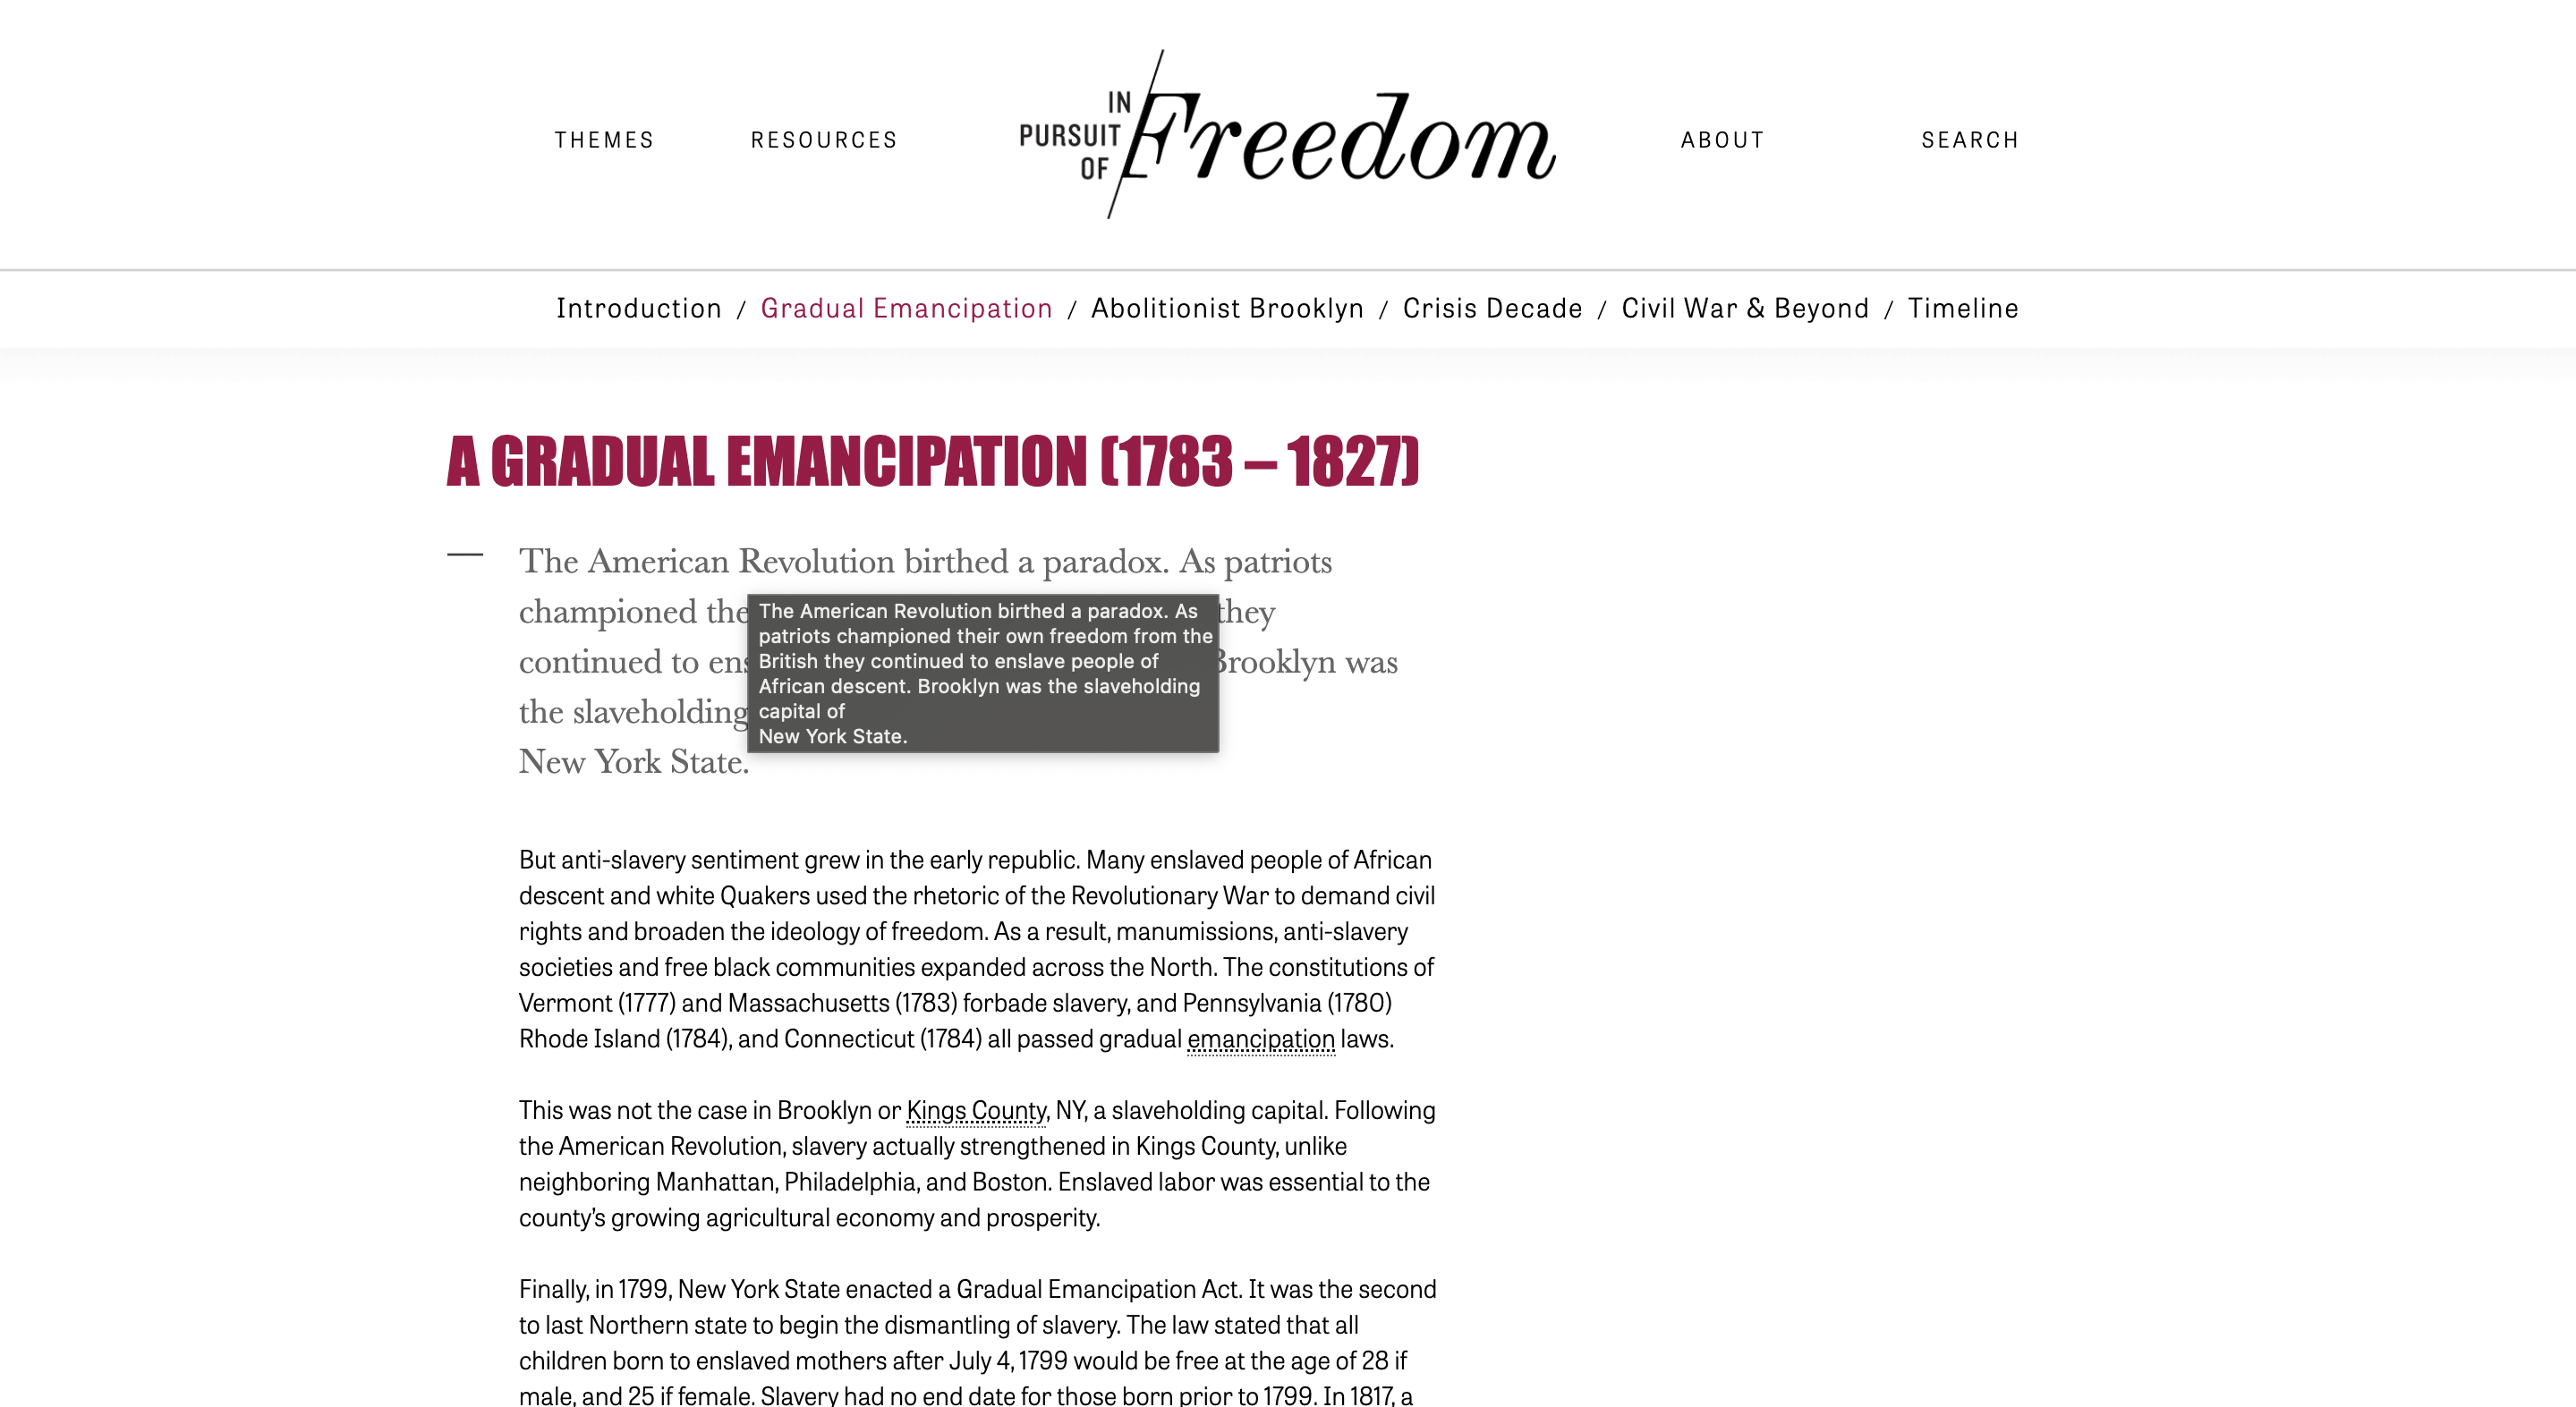 THEMES
RESOURCES
IN
PURSUIT
OF
Freedom
ABOUT
SEARCH
Introduction / Gradual Emancipation / Abolitionist Brooklyn / Crisis Decade / Civil War & Beyond / Timeline
A GRADUAL EMANCIPATION (1783 – 1827)
The American Revolution birthed a paradox. As patriots
championed the they
continued to ens Brooklyn was
the slaveholding
New York State.
The American Revolution birthed a paradox. As
patriots championed their own freedom from the
British they continued to enslave people of
African descent. Brooklyn was the slaveholding
capital of
New York State.
But anti-slavery sentiment grew in the early republic. Many enslaved people of African
descent and white Quakers used the rhetoric of the Revolutionary War to demand civil
rights and broaden the ideology of freedom. As a result, manumissions, anti-slavery
societies and free black communities expanded across the North. The constitutions of
Vermont (1777) and Massachusetts (1783) forbade slavery, and Pennsylvania (1780)
Rhode Island (1784), and Connecticut (1784) all passed gradual emancipation laws.
This was not the case in Brooklyn or Kings County, NY, a slaveholding capital. Following
the American Revolution, slavery actually strengthened in Kings County, unlike
neighboring Manhattan, Philadelphia, and Boston. Enslaved labor was essential to the
county's growing agricultural economy and prosperity.
Finally, in 1799, New York State enacted a Gradual Emancipation Act. It was the second
to last Northern state to begin the dismantling of slavery. The law stated that all
children born to enslaved mothers after July 4, 1799 would be free at the age of 28 if
male, and 25 if female. Slavery had no end date for those born prior to 1799. In 1817, a